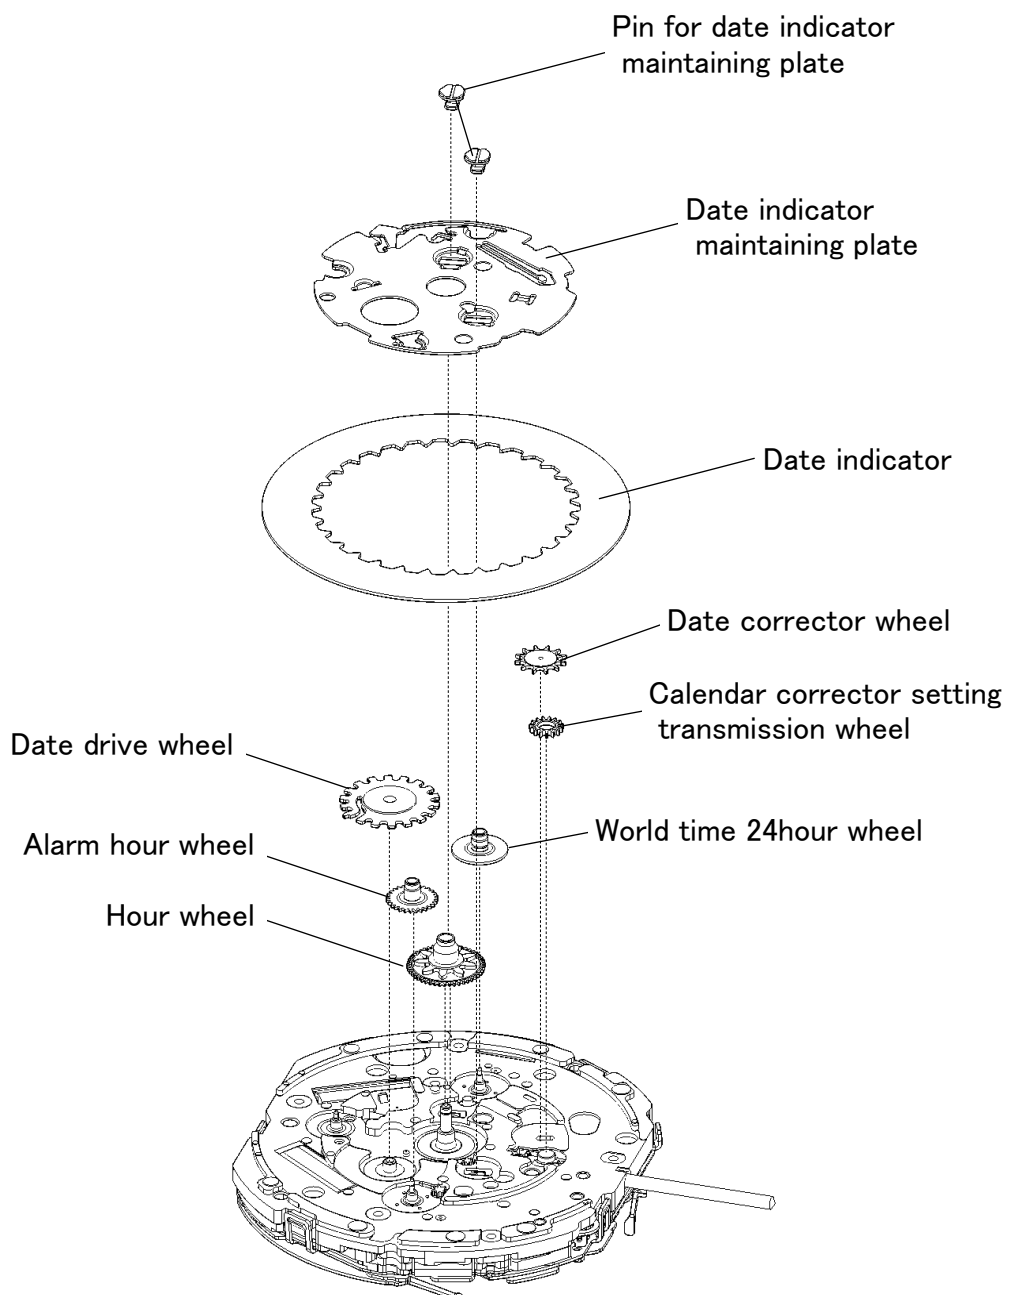 Pin for date indicator
maintaining plate
Date indicator
maintaining plate
Date indicator
Date corrector wheel
Calendar corrector setting
transmission wheel
Date drive wheel
World time 24hour wheel
Alarm hour wheel
Hour wheel